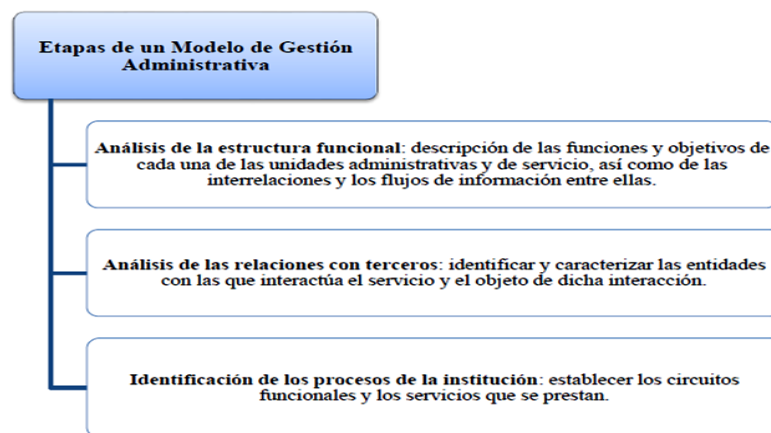 Etapas de un Modelo de Gestión
Administrativa
Análisis de la estructura funcional: descripción de las funciones y objetivos de
cada una de las unidades administrativas y de servicio, así como de las
interrelaciones y los flujos de información entre ellas.
Análisis de las relaciones con terceros: identificar y caracterizar las entidades
con las que interactúa el servicio y el objeto de dicha interacción.
Identificación de los procesos de la institución: establecer los circuitos
funcionales y los servicios que se prestan.